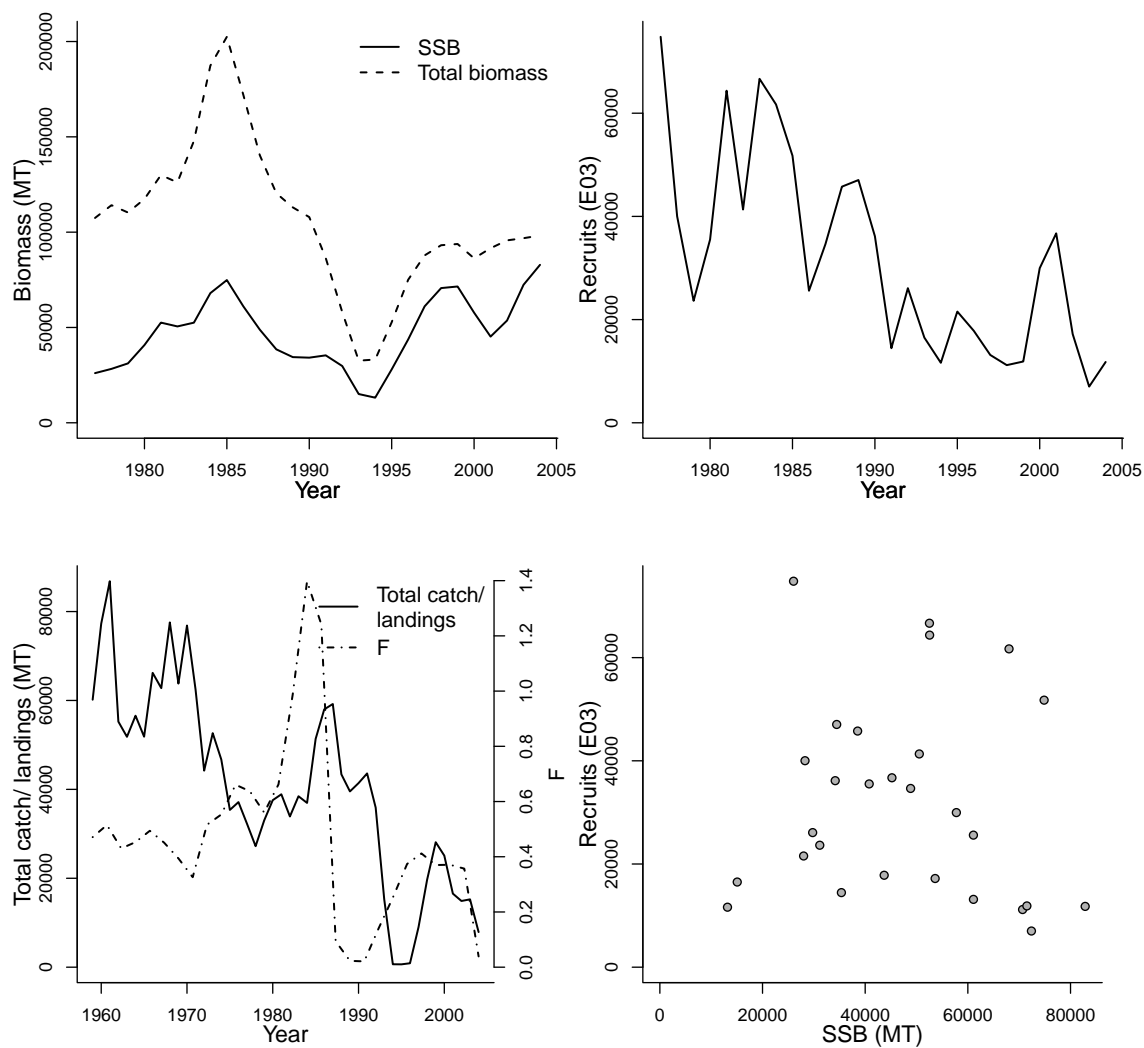 Biomass (MT)
200000
150000
100000
50000
0
SSB
Total biomass
1980 1985 1990 1995 2000 2005
Year
Recruits (E03)
60000
40000
20000
0
1980 1985 1990 1995 2000 2005
Year
Total catch/ landings (MT)
80000
60000
40000
20000
0
Total catch/
landings
F
1.4
1.2
1.0
0.8
0.6
0.4
0.2
0.0
F
1960 1970 1980 1990 2000
Year
Recruits (E03)
60000
40000
20000
0
0 20000 40000 60000 80000
SSB (MT)